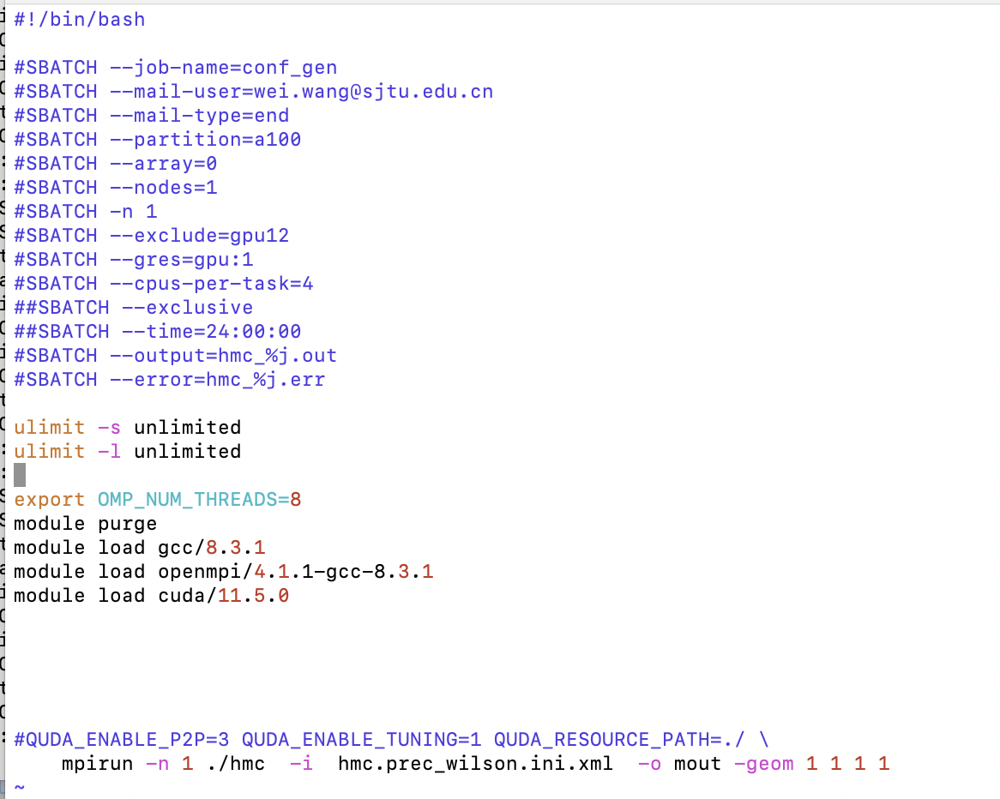 #!/bin/bash
#SBATCH --job-name=conf_gen
#SBATCH --mail-user=wei.wang@sjtu.edu.cn
#SBATCH --mail-type=end
#SBATCH --partition=a100
#SBATCH --array=0
#SBATCH --nodes=1
#SBATCH -n 1
#SBATCH --exclude=gpu12
#SBATCH --gres=gpu:1
#SBATCH --cpus-per-task=4
##SBATCH --exclusive
##SBATCH --time=24:00:00
#SBATCH --output=hmc_%j.out
#SBATCH --error=hmc_%j.err
ulimit -s unlimited
ulimit -l unlimited
export OMP_NUM_THREADS=8
module purge
module load gcc/8.3.1
module load openmpi/4.1.1-gcc-8.3.1
module load cuda/11.5.0
#QUDA_ENABLE_P2P=3 QUDA_ENABLE_TUNING=1 QUDA_RESOURCE_PATH=./ \
    mpirun -n 1 ./hmc  -i  hmc.prec_wilson.ini.xml  -o mout -geom 1 1 1 1
~